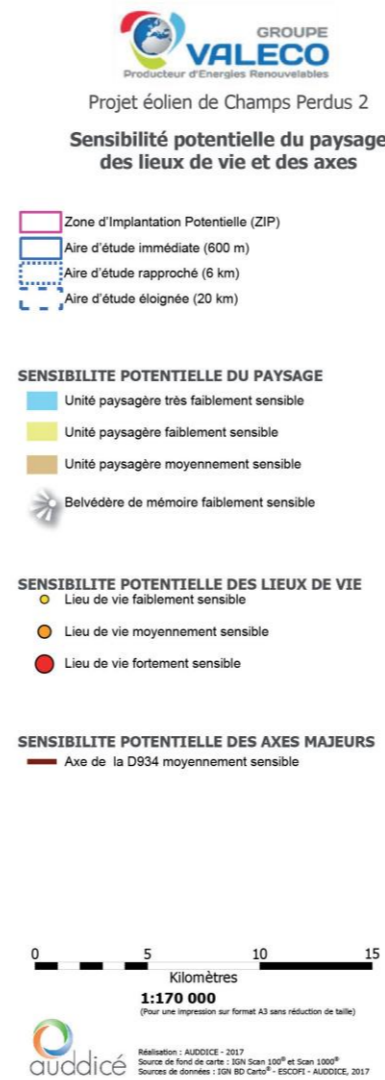 GROUPE
VALECO
Producteur d'Energies Renouvelables
Projet éolien de Champs Perdus 2
Sensibilité potentielle du paysage
des lieux de vie et des axes
Zone d'Implantation Potentielle (ZIP)
Aire d'étude immédiate (600 m)
Aire d'étude rapproché (6 km)
Aire d'étude éloignée (20 km)
SENSIBILITE POTENTIELLE DU PAYSAGE
Unité paysagère très faiblement sensible
Unité paysagère faiblement sensible
Unité paysagère moyennement sensible
Belvédère de mémoire faiblement sensible
SENSIBILITE POTENTIELLE DES LIEUX DE VIE
Lieu de vie faiblement sensible
Lieu de vie moyennement sensible
Lieu de vie fortement sensible
SENSIBILITE POTENTIELLE DES AXES MAJEURS
Axe de la D934 moyennement sensible
0 5 10 15
Kilomètres
1:170 000
(Pour une impression sur format A3 sans réduction de taille)
auddicé
Réalisation : AUDDICE - 2017
Source de fond de carte : IGN Scan 100® et Scan 1000®
Sources de données : IGN BD Carto® - ESCOFI - AUDDICE, 2017